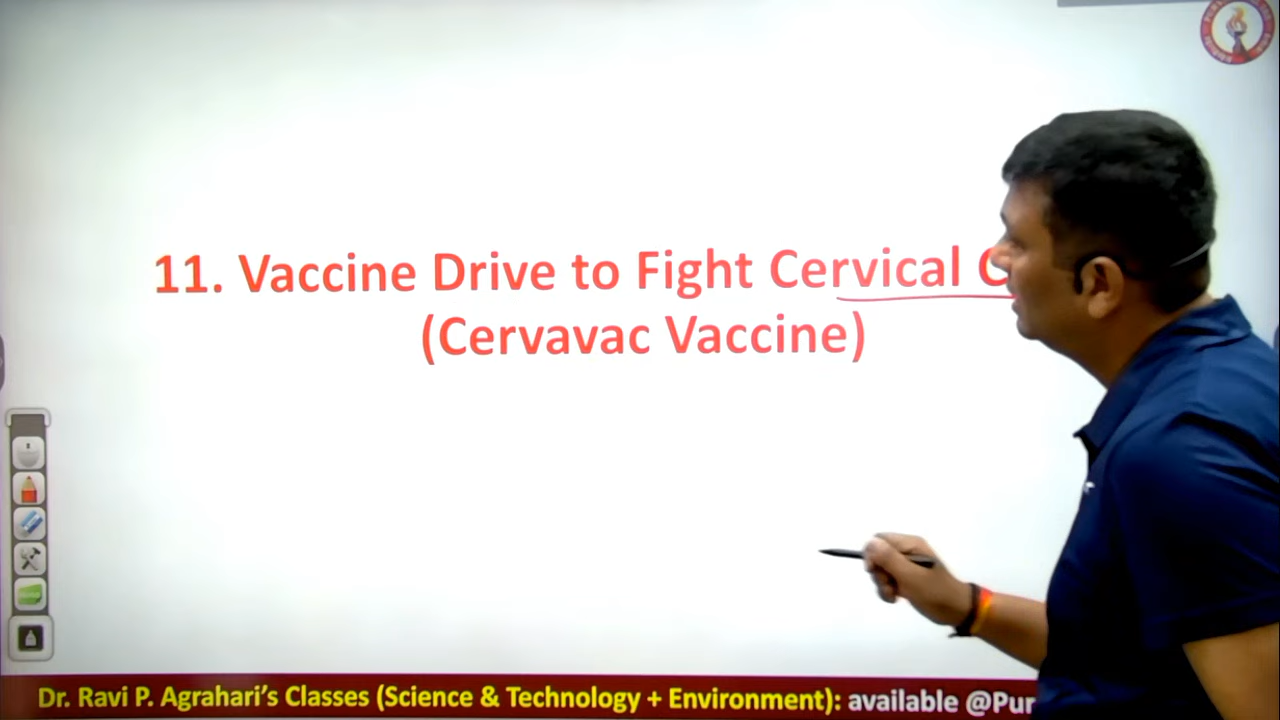 11. Vaccine Drive to Fight Cervical C
(Cervavac Vaccine)
Dr. Ravi P. Agrahari's Classes (Science & Technology + Environment): available @Pur